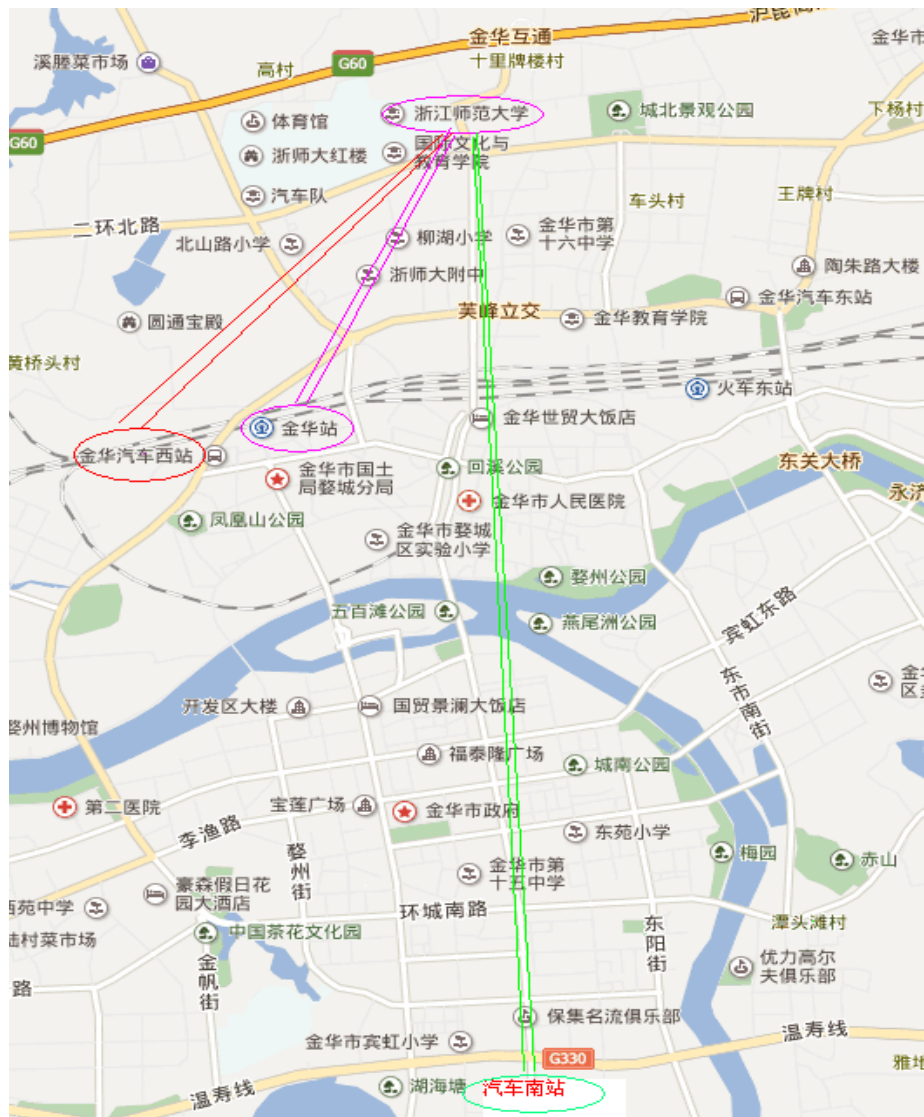 沪昆高
金华互通
金华市
溪滕菜市场
G60
高村
十里牌楼村
下杨村
体育馆
浙江师范大学
城北景观公园
G60
浙师大红楼
国际文化与
教育学院
汽车队
车头村
王牌村
二环北路
北山路小学
柳湖小学
金华市第
十六中学
浙师大附中
陶朱路大楼
金华汽车东站
圆通宝殿
芙峰立交
金华教育学院
黄桥头村
火车东站
金华汽车西站
金华站
金华世贸大饭店
金华市国土
局婺城分局
回溪公园
东关大桥
永济
金华市人民医院
凤凰山公园
金华市婺城
区实验小学
婺州公园
五百滩公园
燕尾洲公园
宾虹东路
东市南街
金
区
开发区大楼
国贸景澜大饭店
婺州博物馆
福泰隆广场
城南公园
第二医院
宝莲广场
金华市政府
李渔路
东苑小学
梅园
赤山
婺州街
金华市第
十五中学
豪森假日花
园大酒店
西苑中学
环城南路
潭头滩村
中国茶花文化园
陆村菜市场
东阳街
金帆街
优力高尔
夫俱乐部
路
保集名流俱乐部
金华市宾虹小学
温寿线
G330
雅地
温寿线
湖海塘
汽车南站